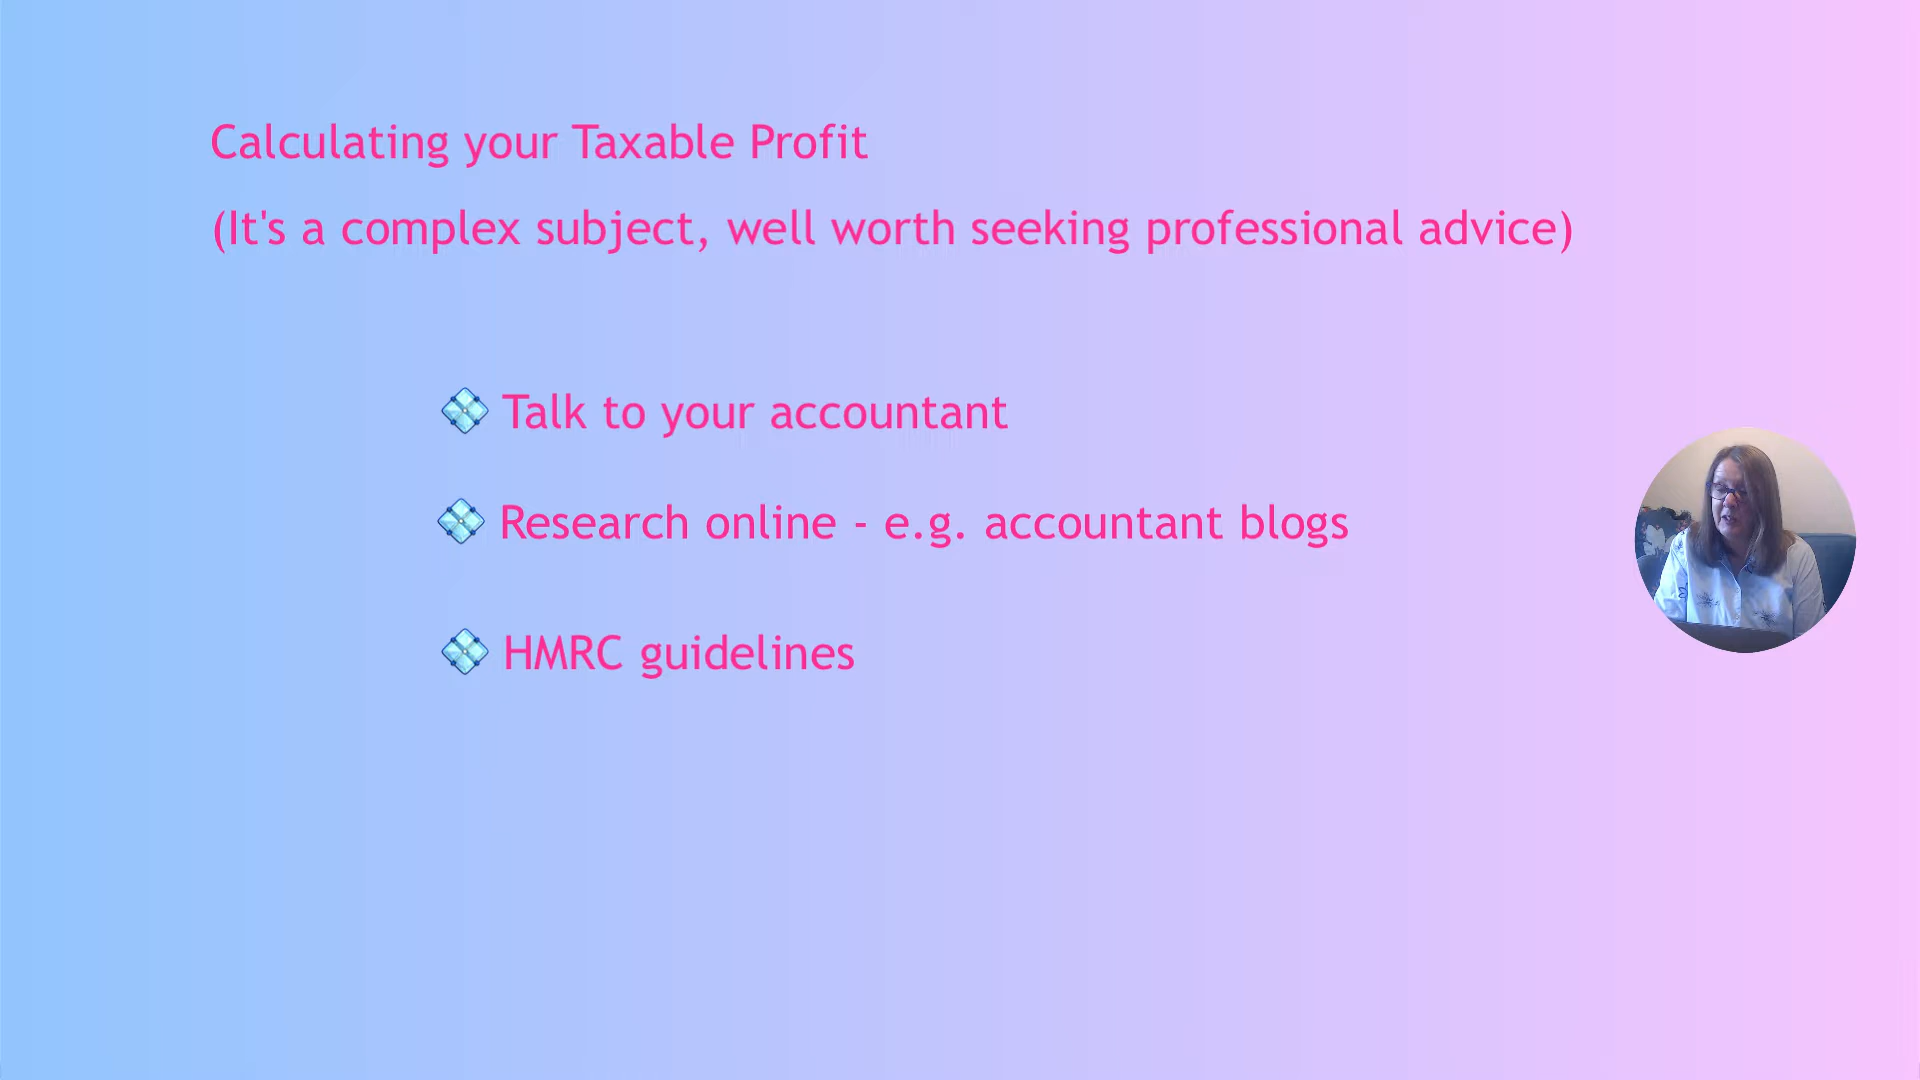 Calculating your Taxable Profit
(It's a complex subject, well worth seeking professional advice)
Talk to your accountant
Research online - e.g. accountant blogs
HMRC guidelines